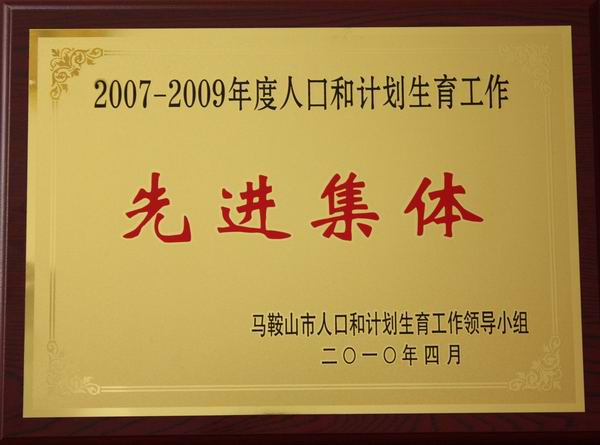 2007-2009年度人口和计划生育工作
先进集体
马鞍山市人口和计划生育工作领导小组
二〇一〇年四月